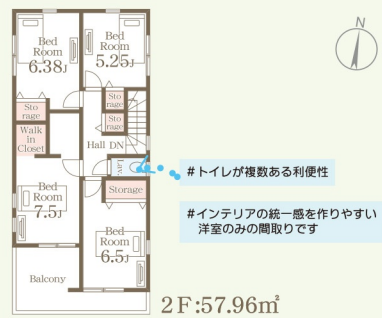 N
Bed
Room
6.38J
Bed
Room
5.25J
Sto
rage
Sto
rage
Sto
rage
Walk
in
Closet
Hall DN
Lav.
#トイレが複数ある利便性
Bed
Room
7.5J
Storage
#インテリアの統一感を作りやすい
洋室のみの間取りです
Bed
Room
6.5J
Balcony
2F:57.96㎡